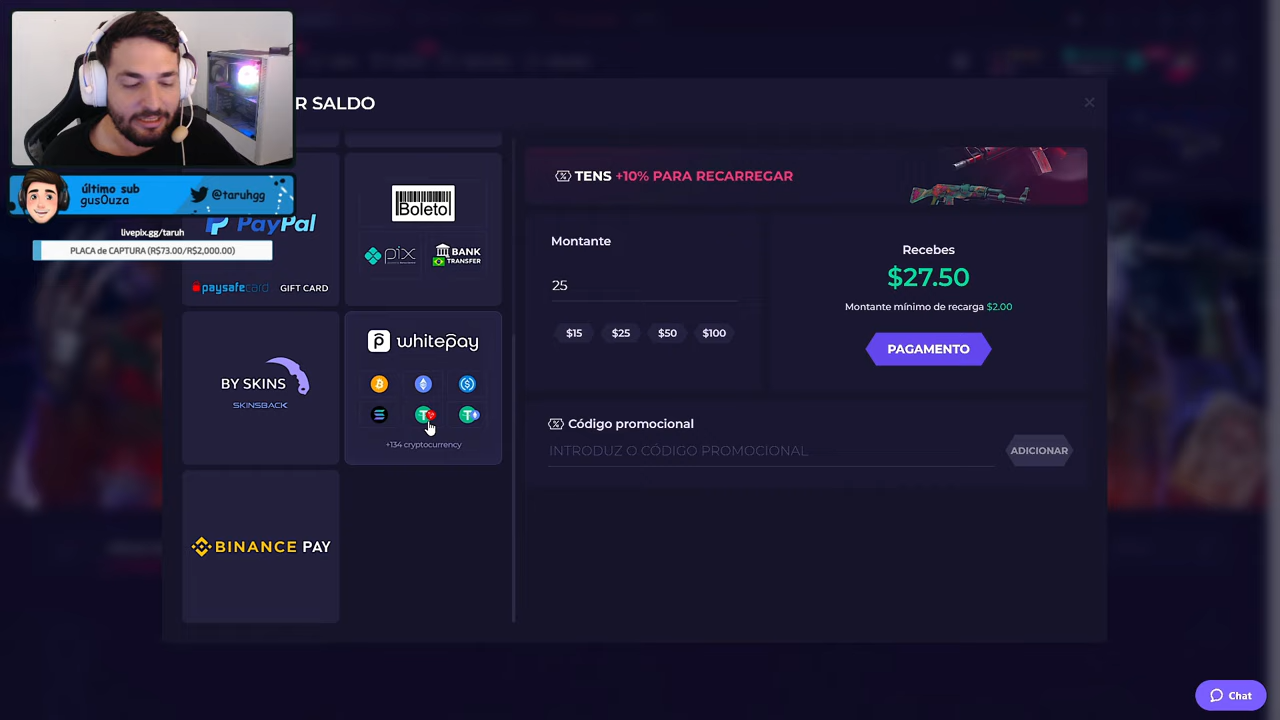 R SALDO
último sub
gus0uza
@taruhgg
livepix.gg/taruh
PLACA de CAPTURA (R$73.00/R$2,000.00)
PayPal
paysafecard
GIFT CARD
Boleto
pix
BANK
TRANSFER
BY SKINS
SKINSBACK
whitepay
+134 cryptocurrency
BINANCE PAY
TENS +10% PARA RECARREGAR
Montante
25
$15
$25
$50
$100
Recebes
$27.50
Montante mínimo de recarga $2.00
PAGAMENTO
Código promocional
INTRODUZ O CÓDIGO PROMOCIONAL
ADICIONAR
Chat